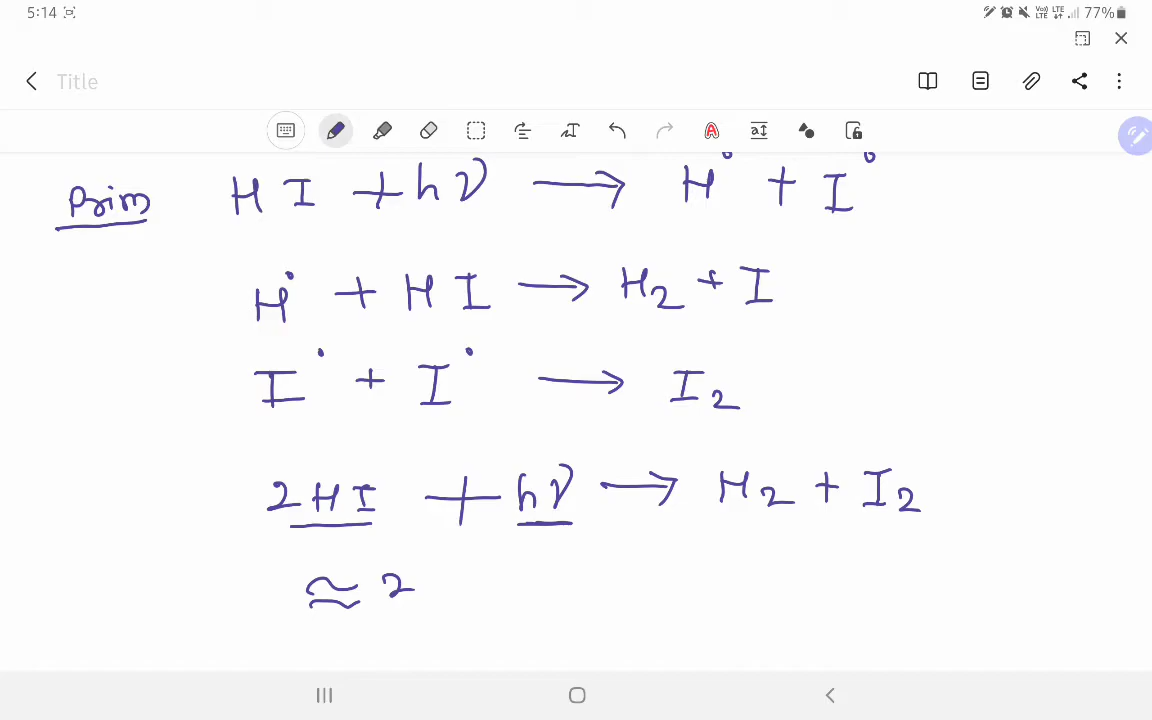 5:14 77%
Title
Prim HI + hν → H• + I•
H• + HI → H2 + I
I• + I• → I2
2HI + hν → H2 + I2
≈ 2